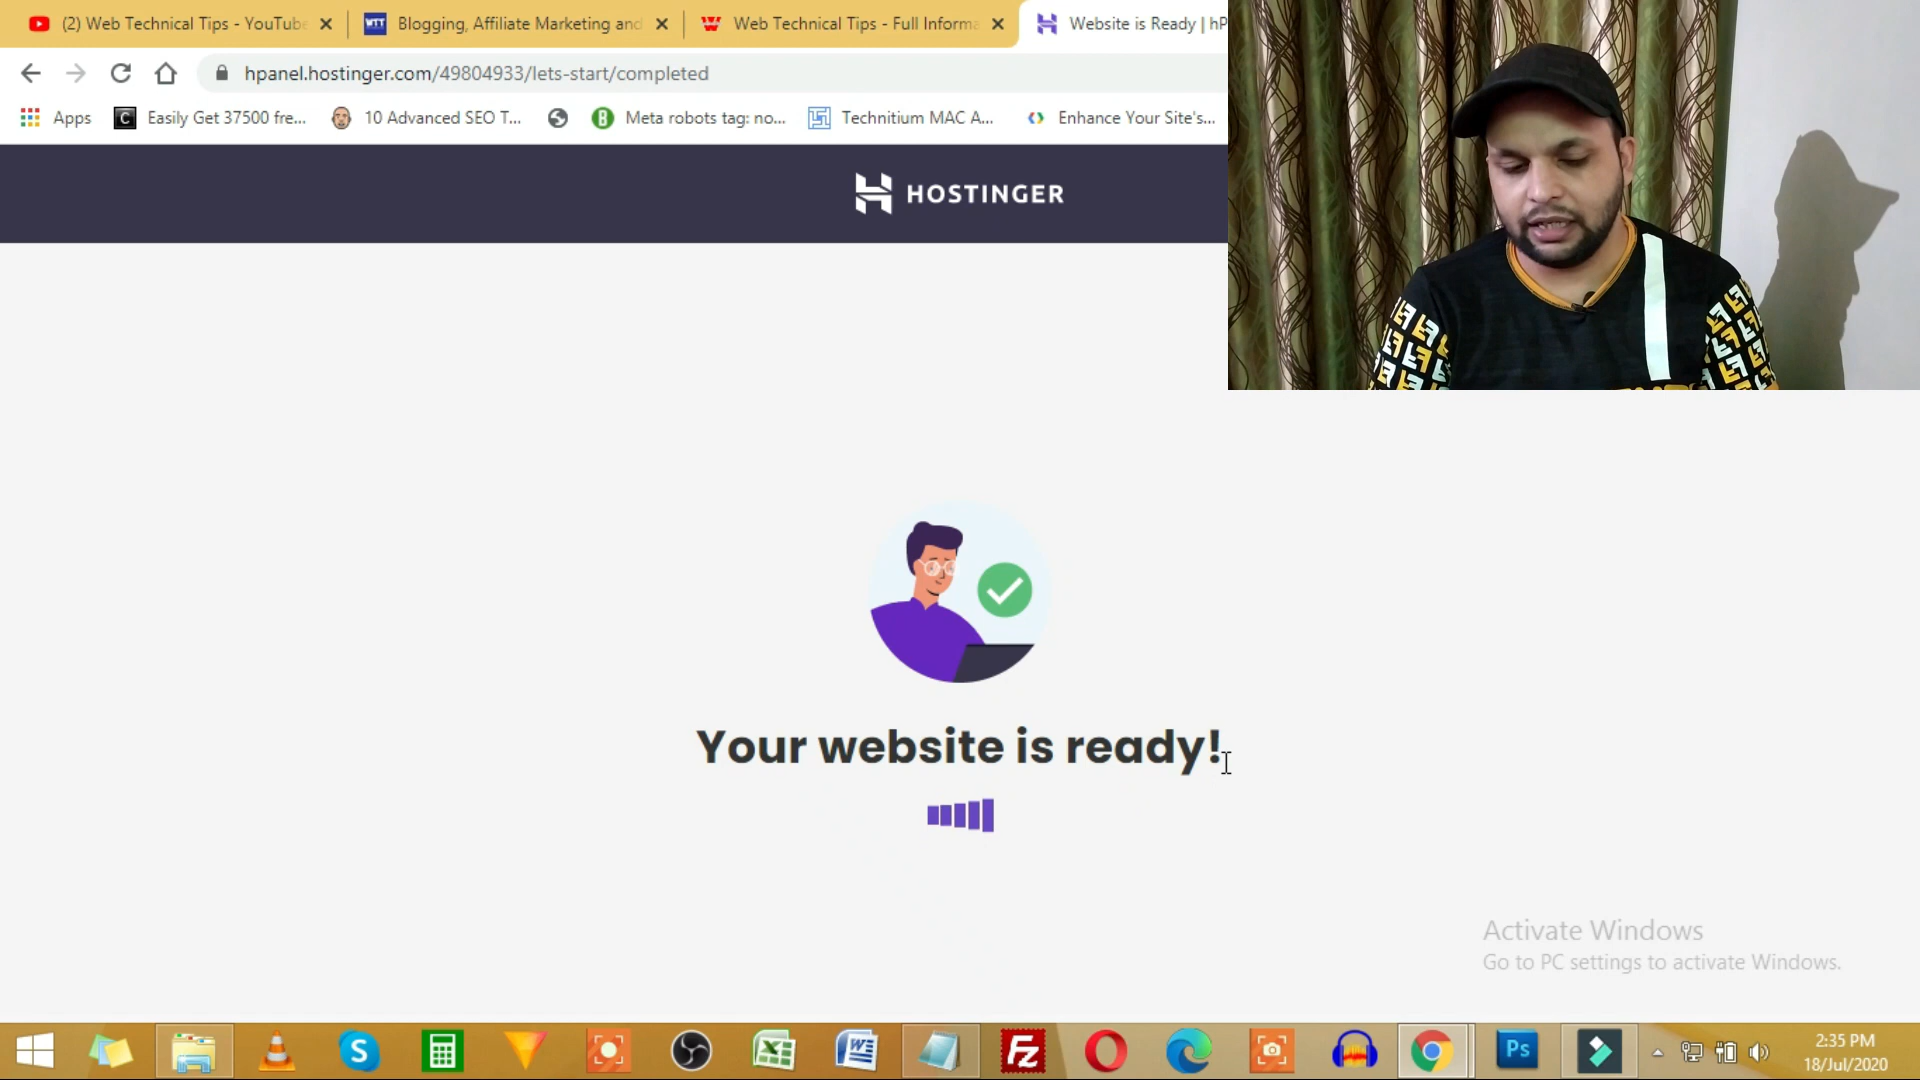 (2) Web Technical Tips - YouTube
Blogging, Affiliate Marketing and
Web Technical Tips - Full Informa
Website is Ready | hP
hpanel.hostinger.com/49804933/lets-start/completed
Apps
Easily Get 37500 fre...
10 Advanced SEO T...
Meta robots tag: no...
Technitium MAC A...
Enhance Your Site's...
HOSTINGER
Your website is ready!
Activate Windows
Go to PC settings to activate Windows.
2:35 PM
18/Jul/2020